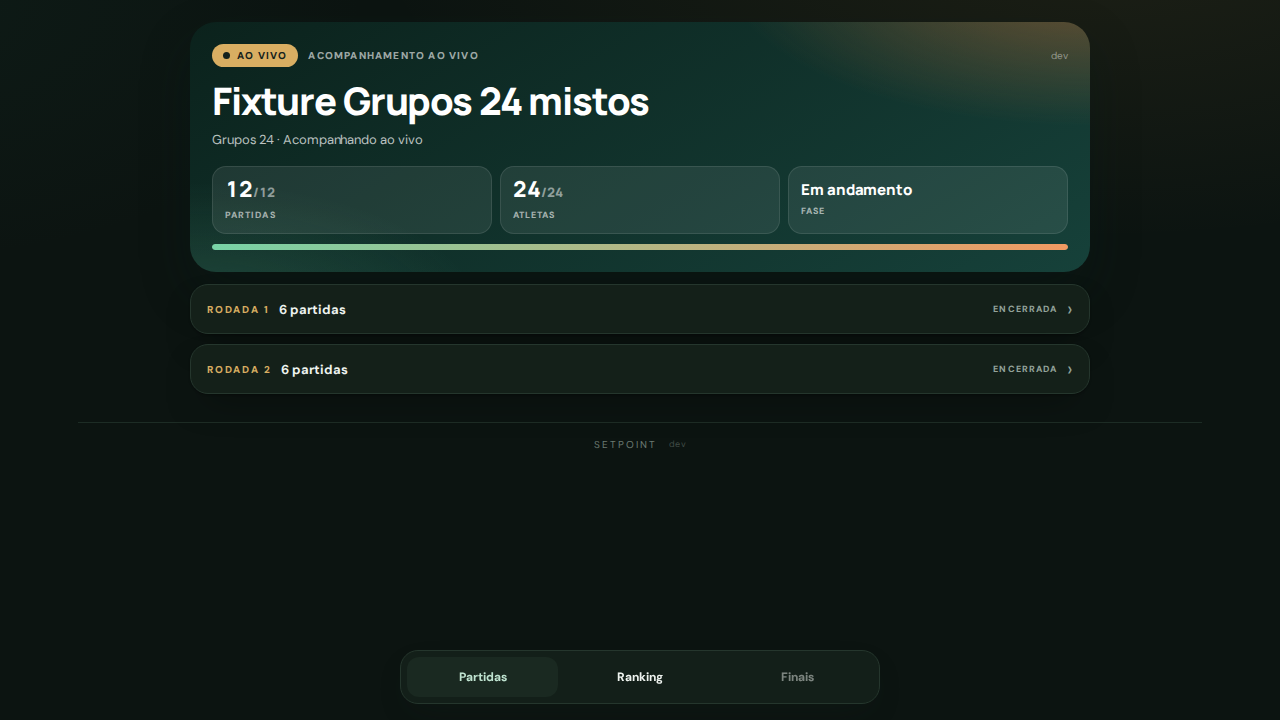 AO VIVO ACOMPANHAMENTO AO VIVO dev
Fixture Grupos 24 mistos
Grupos 24 · Acompanhando ao vivo
12/12 24/24 Em andamento
PARTIDAS ATLETAS FASE
RODADA 1 6 partidas ENCERRADA ›
RODADA 2 6 partidas ENCERRADA ›
SETPOINT dev
Partidas Ranking Finais